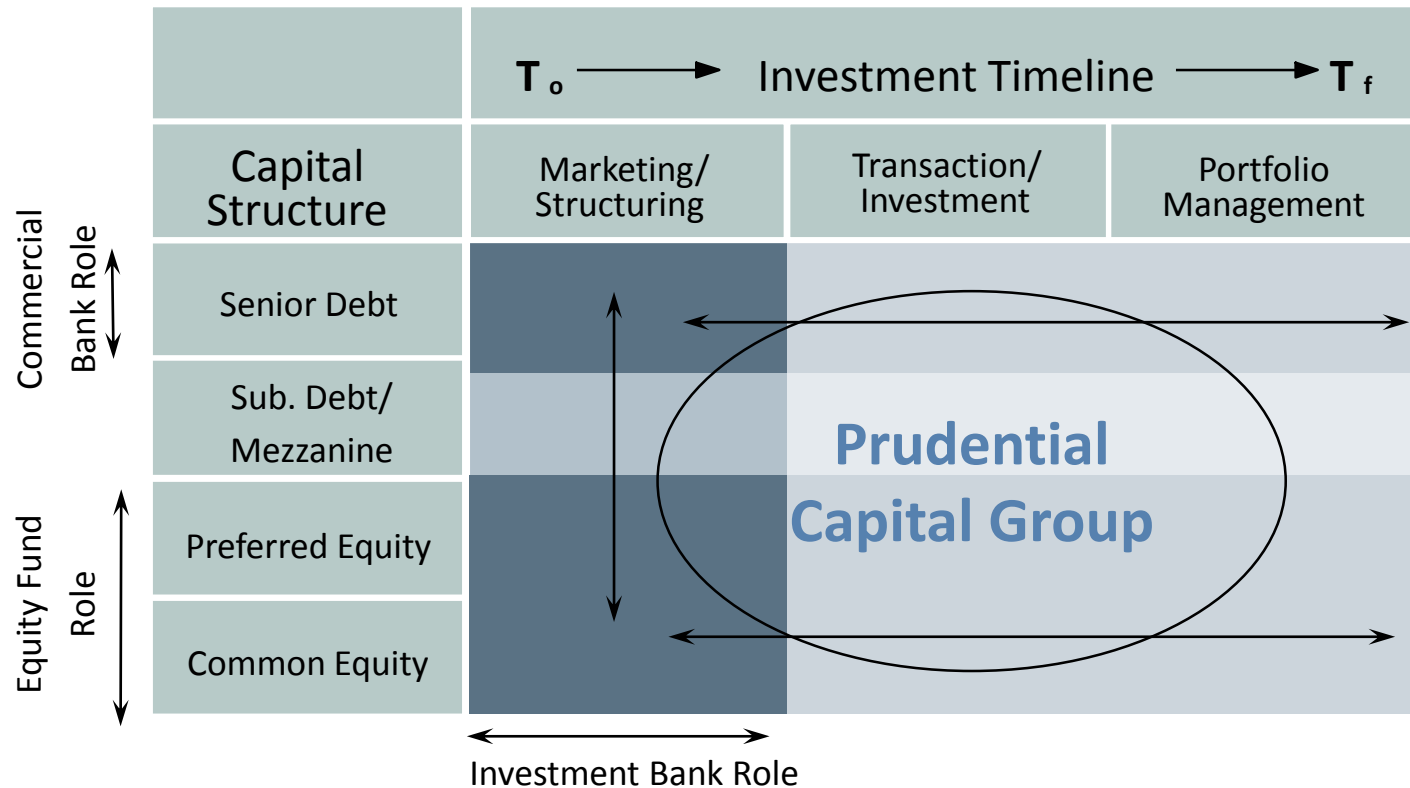 T o Investment Timeline T f
Capital
Structure
Marketing/
Structuring
Transaction/
Investment
Portfolio
Management
Commercial
Bank Role
Senior Debt
Sub. Debt/
Mezzanine
Prudential
Capital Group
Equity Fund
Role
Preferred Equity
Common Equity
Investment Bank Role